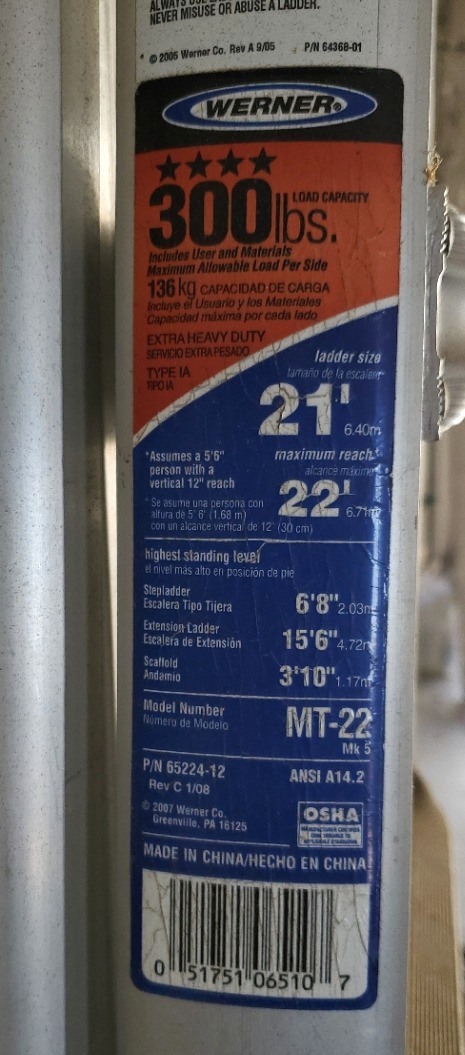 ALWAYS USE
NEVER MISUSE OR ABUSE A LADDER.
* © 2005 Werner Co. Rev A 9/05 P/N 64368-01
WERNER®
★★★★
300 lbs. LOAD CAPACITY
Includes User and Materials
Maximum Allowable Load Per Side
136 kg CAPACIDAD DE CARGA
Incluye el Usuario y los Materiales
Capacidad máxima por cada lado
EXTRA HEAVY DUTY
SERVICIO EXTRA PESADO
TYPE IA
TIPO IA
ladder size
tamaño de la escalera
21' 6.40m
*Assumes a 5'6"
person with a
vertical 12" reach
* Se asume una persona con
altura de 5' 6" (1.68 m)
con un alcance vertical de 12" (30 cm)
maximum reach*
alcance máximo
22' 6.71m
highest standing level
el nivel más alto en posición de pie
Stepladder
Escalera Tipo Tijera
6'8" 2.03m
Extension Ladder
Escalera de Extensión
15'6" 4.72m
Scaffold
Andamio
3'10" 1.17m
Model Number
Número de Modelo
MT-22
Mk 5
P/N 65224-12 ANSI A14.2
Rev C 1/08
© 2007 Werner Co.
Greenville, PA 16125
OSHA
MADE IN CHINA/HECHO EN CHINA
0 51751 06510 7